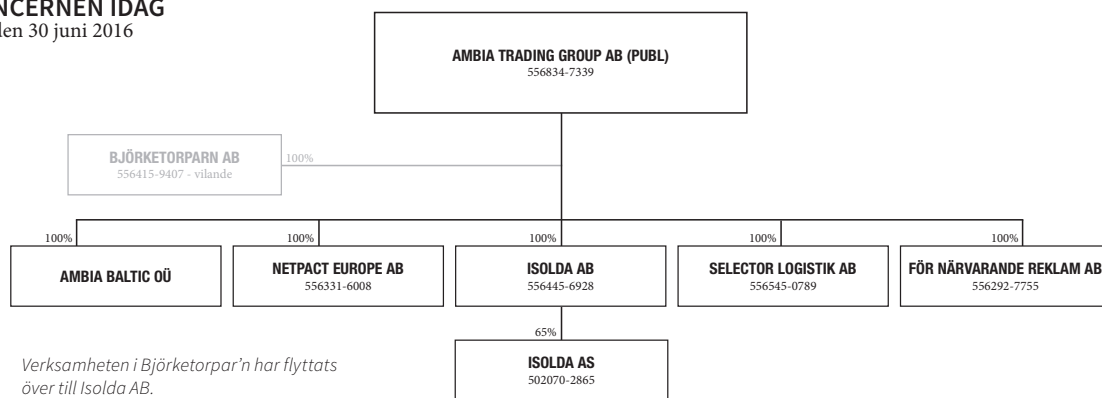 NCERNEN IDAG
den 30 juni 2016
AMBIA TRADING GROUP AB (PUBL)
556834-7339
BJÖRKETORPARN AB
556415-9407 - vilande
100%
100%
100%
100%
100%
100%
AMBIA BALTIC OÜ
NETPACT EUROPE AB
556331-6008
ISOLDA AB
556445-6928
SELECTOR LOGISTIK AB
556545-0789
FÖR NÄRVARANDE REKLAM AB
556292-7755
65%
ISOLDA AS
502070-2865
Verksamheten i Björketorpar’n har flyttats
över till Isolda AB.